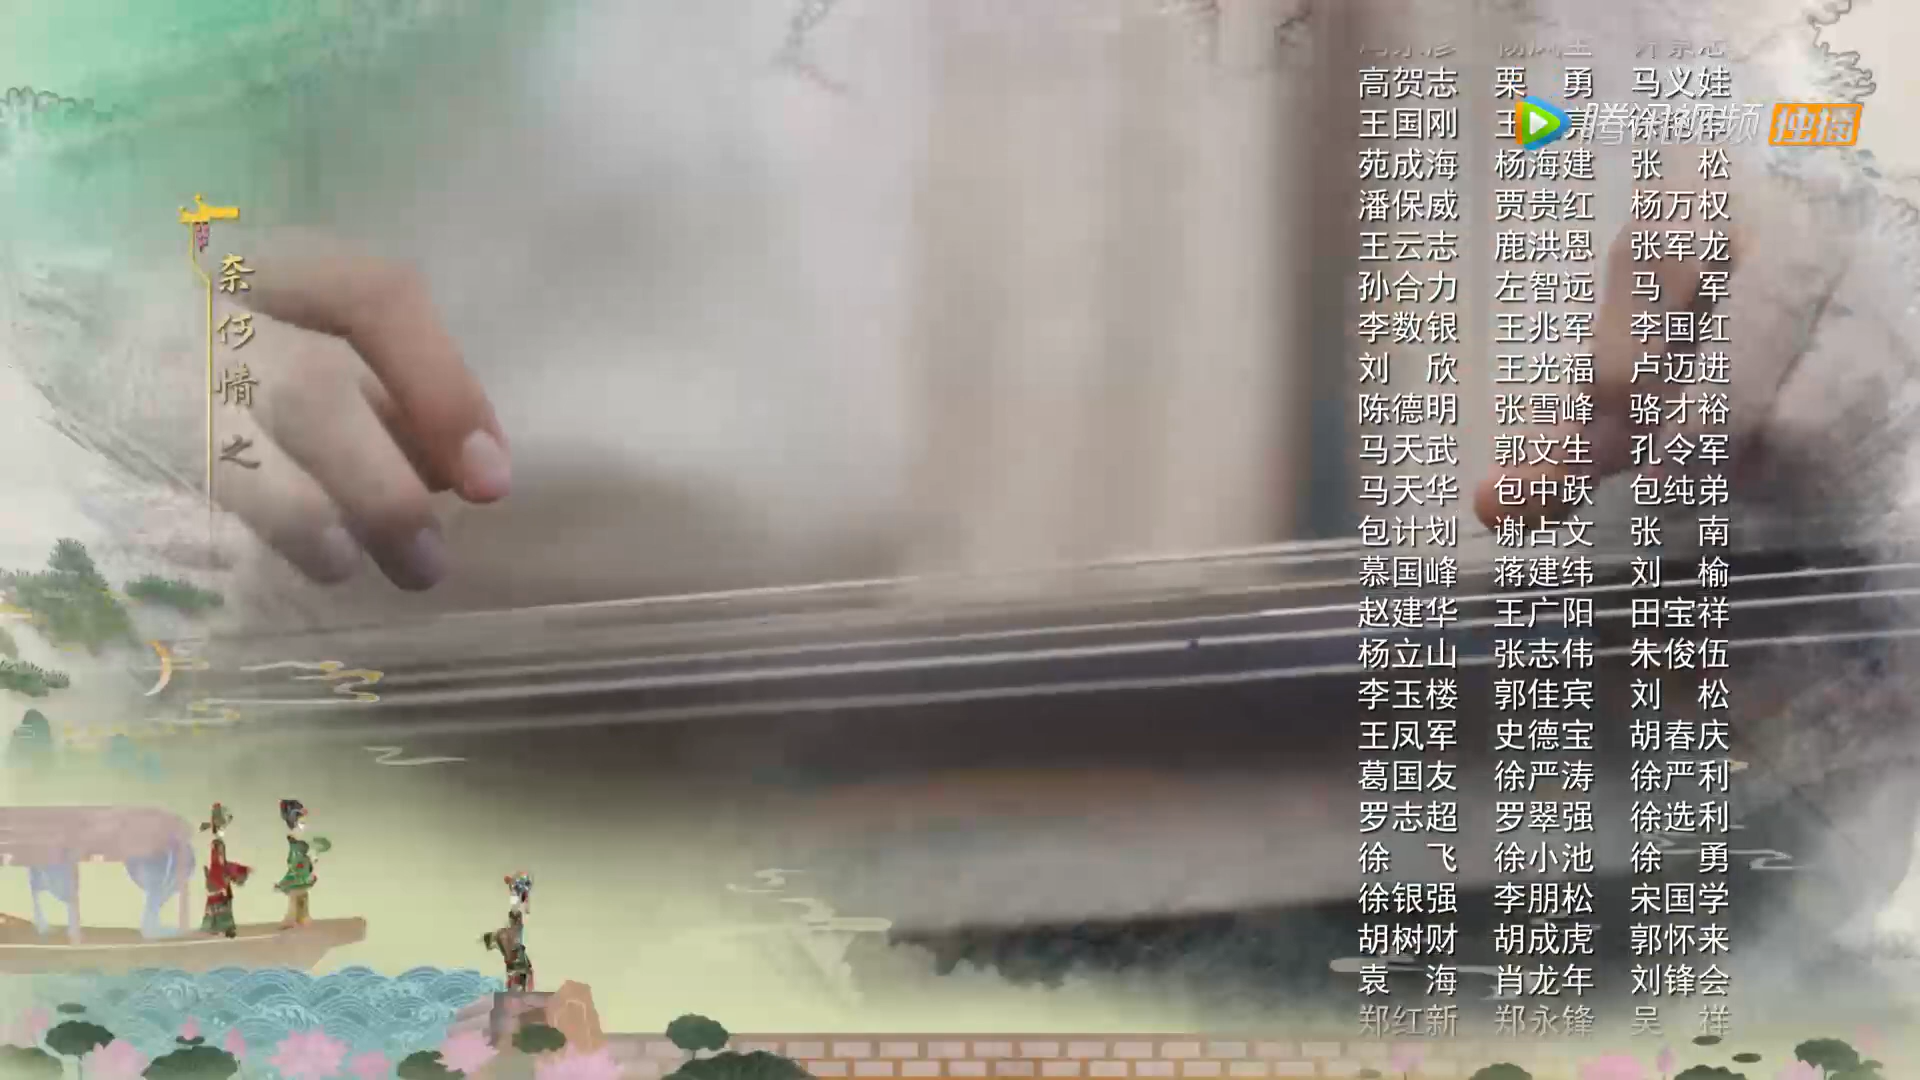 奈何情之
高贺志 栗 勇 马义娃
王国刚
腾讯视频 独播
苑成海 杨海建 张 松
潘保威 贾贵红 杨万权
王云志 鹿洪恩 张军龙
孙合力 左智远 马 军
李数银 王兆军 李国红
刘 欣 王光福 卢迈进
陈德明 张雪峰 骆才裕
马天武 郭文生 孔令军
马天华 包中跃 包纯弟
包计划 谢占文 张 南
慕国峰 蒋建纬 刘 榆
赵建华 王广阳 田宝祥
杨立山 张志伟 朱俊伍
李玉楼 郭佳宾 刘 松
王凤军 史德宝 胡春庆
葛国友 徐严涛 徐严利
罗志超 罗翠强 徐选利
徐 飞 徐小池 徐 勇
徐银强 李朋松 宋国学
胡树财 胡成虎 郭怀来
袁 海 肖龙年 刘锋会
郑红新 郑永锋 吴 祥